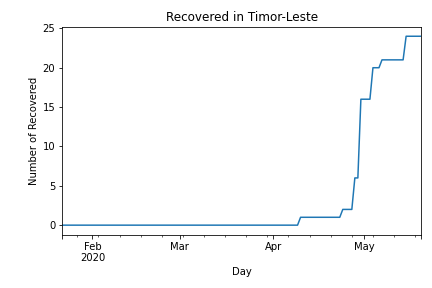 Recovered in Timor-Leste
25
20
15
10
5
0
Number of Recovered
Feb
2020
Mar
Apr
May
Day